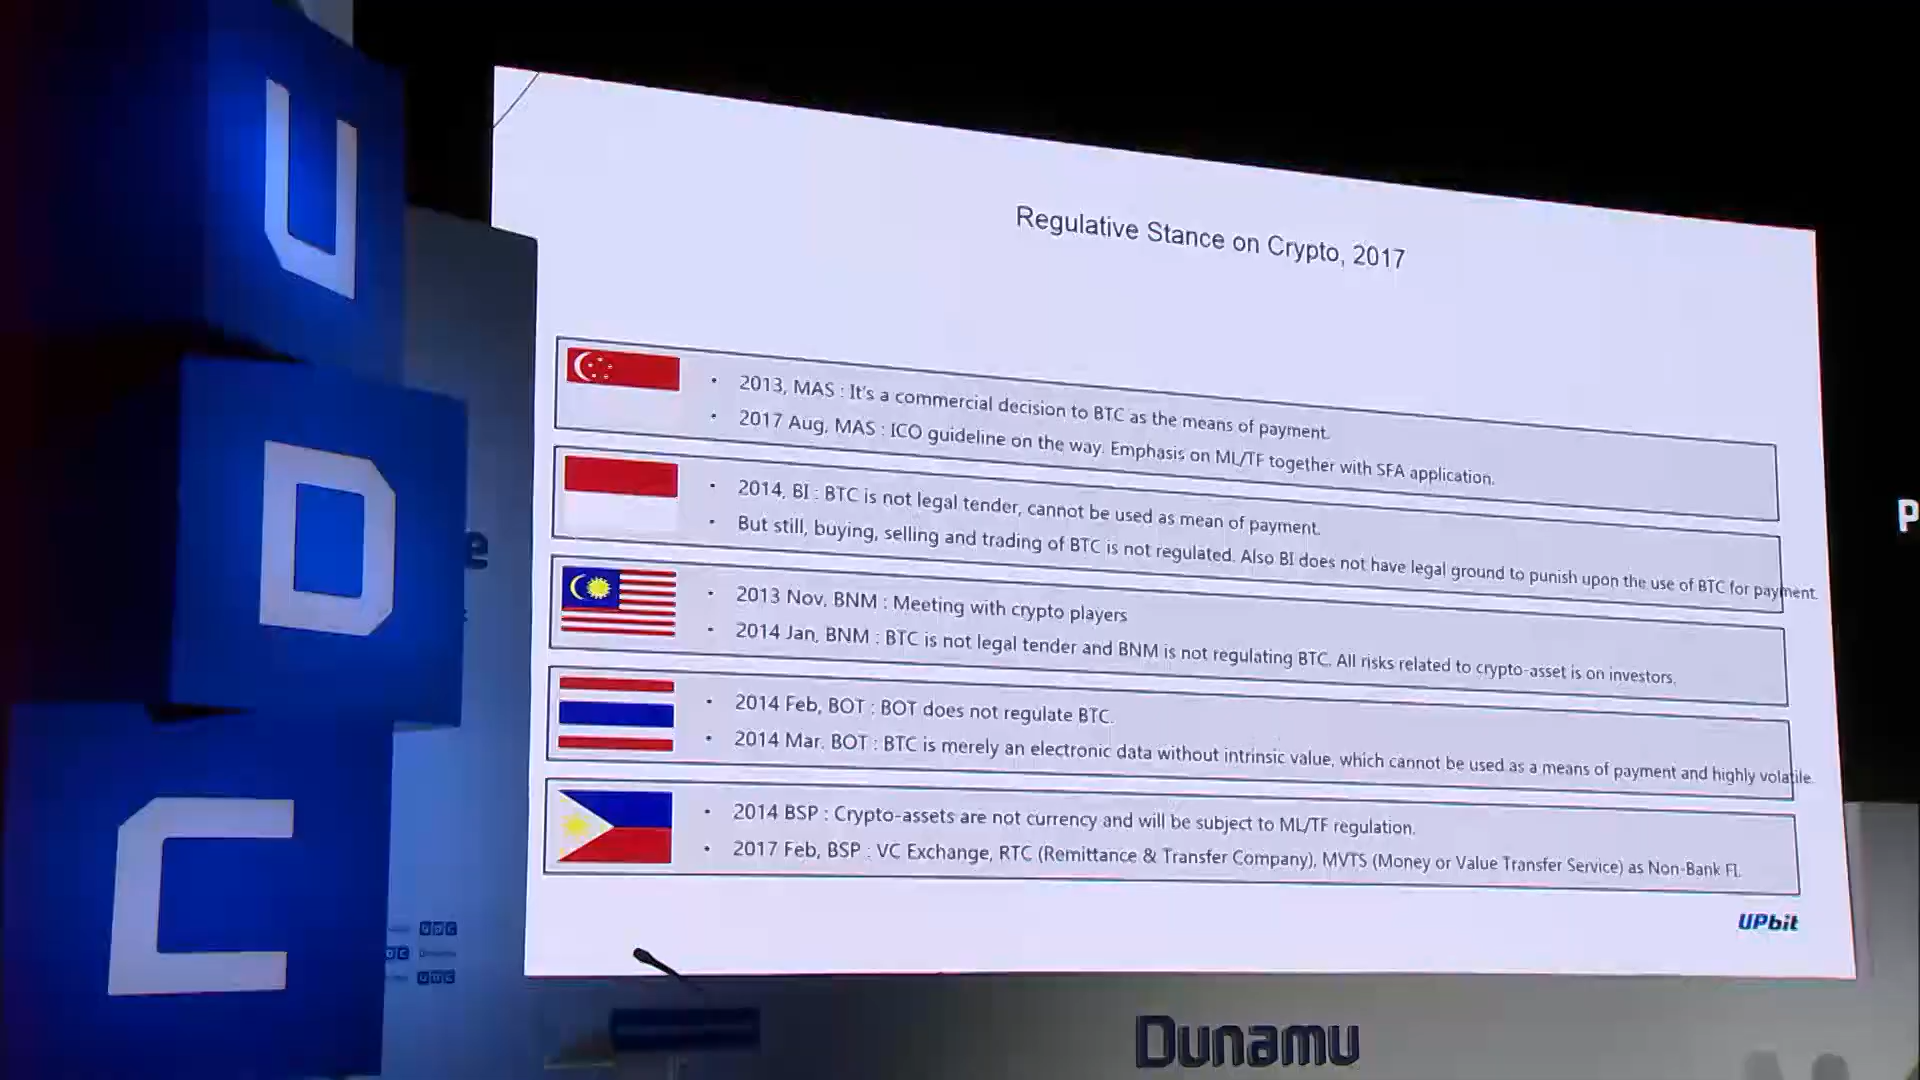 U
D
C
Regulative Stance on Crypto, 2017
• 2013, MAS : It's a commercial decision to BTC as the means of payment.
• 2017 Aug, MAS : ICO guideline on the way. Emphasis on ML/TF together with SFA application.
• 2014, BI : BTC is not legal tender, cannot be used as mean of payment.
• But still, buying, selling and trading of BTC is not regulated. Also BI does not have legal ground to punish upon the use of BTC for payment.
• 2013 Nov, BNM : Meeting with crypto players
• 2014 Jan, BNM : BTC is not legal tender and BNM is not regulating BTC. All risks related to crypto-asset is on investors.
• 2014 Feb, BOT : BOT does not regulate BTC.
• 2014 Mar. BOT : BTC is merely an electronic data without intrinsic value, which cannot be used as a means of payment and highly volatile.
• 2014 BSP : Crypto-assets are not currency and will be subject to ML/TF regulation.
• 2017 Feb, BSP : VC Exchange, RTC (Remittance & Transfer Company), MVTS (Money or Value Transfer Service) as Non-Bank FI.
UPbit
e
P
UDC
DC
UDC
Dunamu